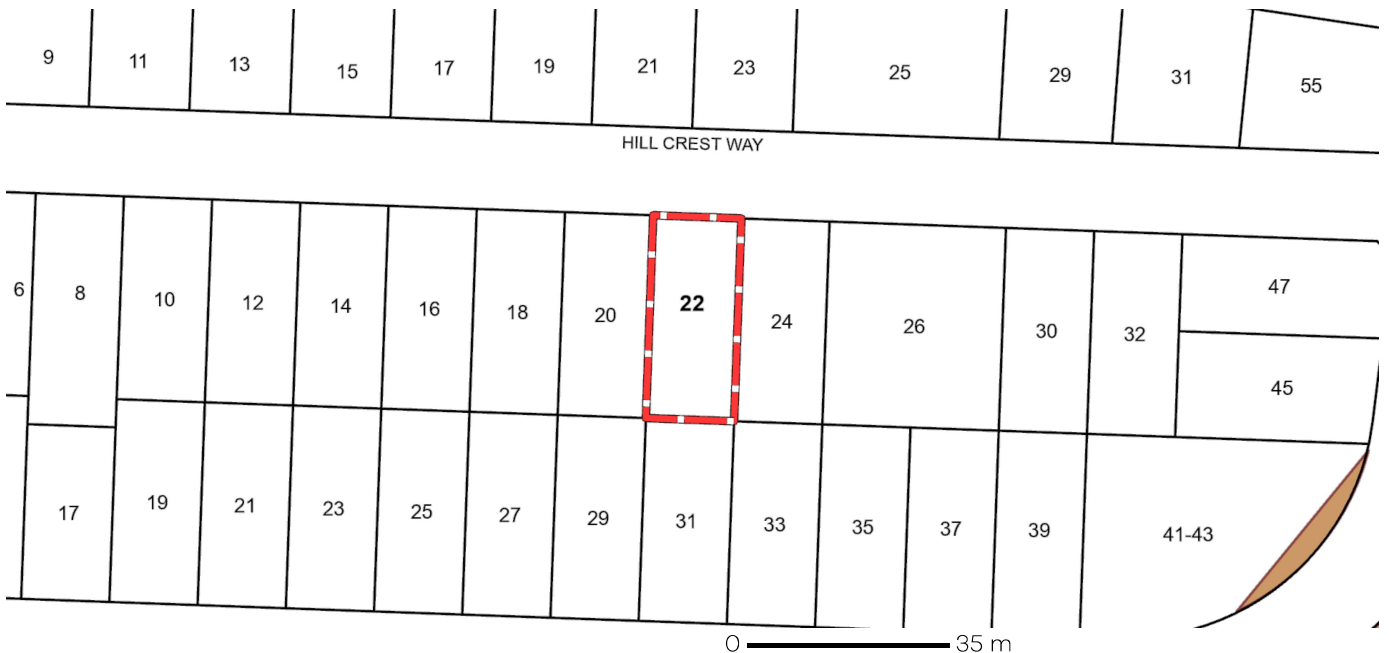 9 11 13 15 17 19 21 23 25 29 31 55
HILL CREST WAY
6 8 10 12 14 16 18 20 22 24 26 30 32 47
45
17 19 21 23 25 27 29 31 33 35 37 39 41-43
0 35 m